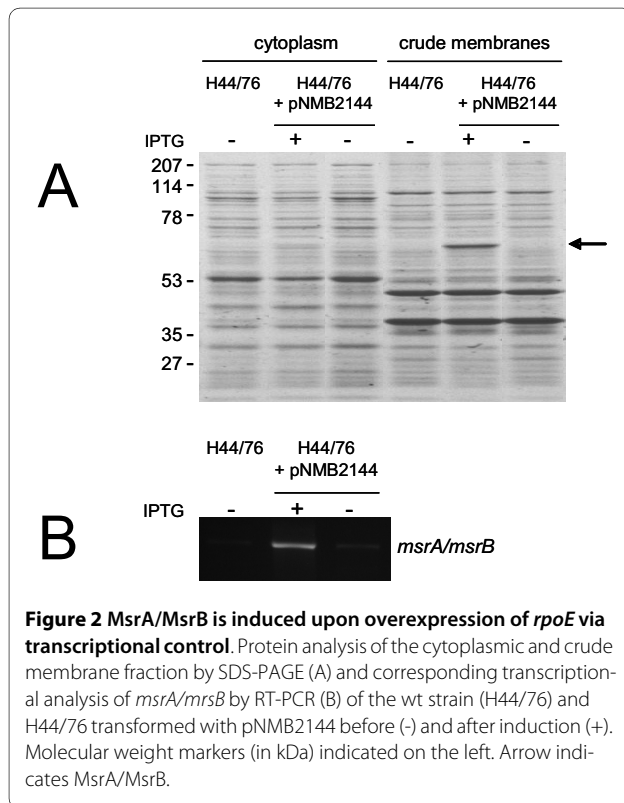 cytoplasm crude membranes
H44/76 H44/76 H44/76 H44/76
+ pNMB2144 + pNMB2144
IPTG - + - - + -
A
207 -
114 -
78 -
53 -
35 -
27 -
H44/76 H44/76
+ pNMB2144
IPTG - + -
B
msrA/msrB
Figure 2 MsrA/MsrB is induced upon overexpression of rpoE via
transcriptional control. Protein analysis of the cytoplasmic and crude
membrane fraction by SDS-PAGE (A) and corresponding transcription-
al analysis of msrA/mrsB by RT-PCR (B) of the wt strain (H44/76) and
H44/76 transformed with pNMB2144 before (-) and after induction (+).
Molecular weight markers (in kDa) indicated on the left. Arrow indi-
cates MsrA/MsrB.